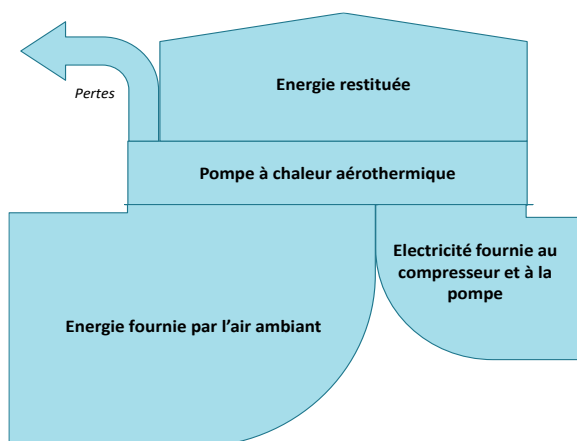 Energie restituée
Pertes
Pompe à chaleur aérothermique
Electricité fournie au
compresseur et à la
pompe
Energie fournie par l'air ambiant